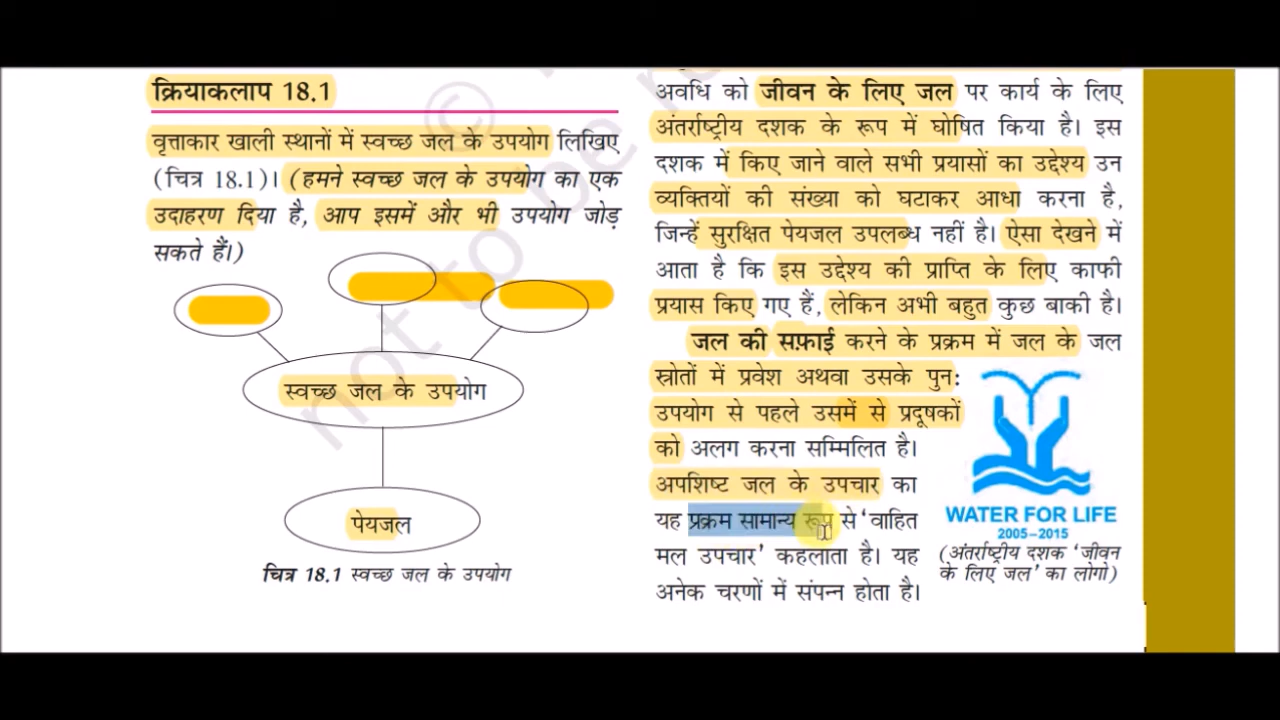 क्रियाकलाप 18.1
वृत्ताकार खाली स्थानों में स्वच्छ जल के उपयोग लिखिए
(चित्र 18.1)। (हमने स्वच्छ जल के उपयोग का एक
उदाहरण दिया है, आप इसमें और भी उपयोग जोड़
सकते हैं।)
स्वच्छ जल के उपयोग
पेयजल
चित्र 18.1 स्वच्छ जल के उपयोग
अवधि को जीवन के लिए जल पर कार्य के लिए
अंतर्राष्ट्रीय दशक के रूप में घोषित किया है। इस
दशक में किए जाने वाले सभी प्रयासों का उद्देश्य उन
व्यक्तियों की संख्या को घटाकर आधा करना है,
जिन्हें सुरक्षित पेयजल उपलब्ध नहीं है। ऐसा देखने में
आता है कि इस उद्देश्य की प्राप्ति के लिए काफी
प्रयास किए गए हैं, लेकिन अभी बहुत कुछ बाकी है।
जल की सफ़ाई करने के प्रक्रम में जल के जल
स्रोतों में प्रवेश अथवा उसके पुन:
उपयोग से पहले उसमें से प्रदूषकों
को अलग करना सम्मिलित है।
अपशिष्ट जल के उपचार का
यह प्रक्रम सामान्य रूप से ‘वाहित
मल उपचार’ कहलाता है। यह
अनेक चरणों में संपन्न होता है।
WATER FOR LIFE
2005–2015
(अंतर्राष्ट्रीय दशक ‘जीवन
के लिए जल’ का लोगो)
© not to be re